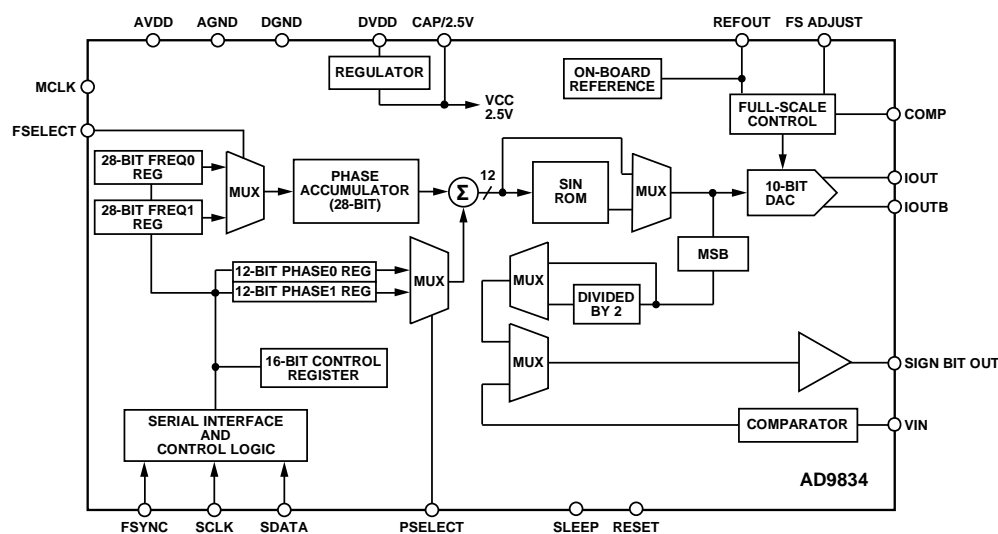 AVDD
AGND
DGND
DVDD
CAP/2.5V
REFOUT
FS ADJUST
MCLK
REGULATOR
VCC
2.5V
ON-BOARD
REFERENCE
FULL-SCALE
CONTROL
COMP
FSELECT
28-BIT FREQ0
REG
28-BIT FREQ1
REG
MUX
PHASE
ACCUMULATOR
(28-BIT)
Σ
12
SIN
ROM
MUX
10-BIT
DAC
IOUT
IOUTB
MSB
12-BIT PHASE0 REG
12-BIT PHASE1 REG
MUX
MUX
DIVIDED
BY 2
MUX
SIGN BIT OUT
16-BIT CONTROL
REGISTER
SERIAL INTERFACE
AND
CONTROL LOGIC
COMPARATOR
VIN
AD9834
FSYNC
SCLK
SDATA
PSELECT
SLEEP
RESET